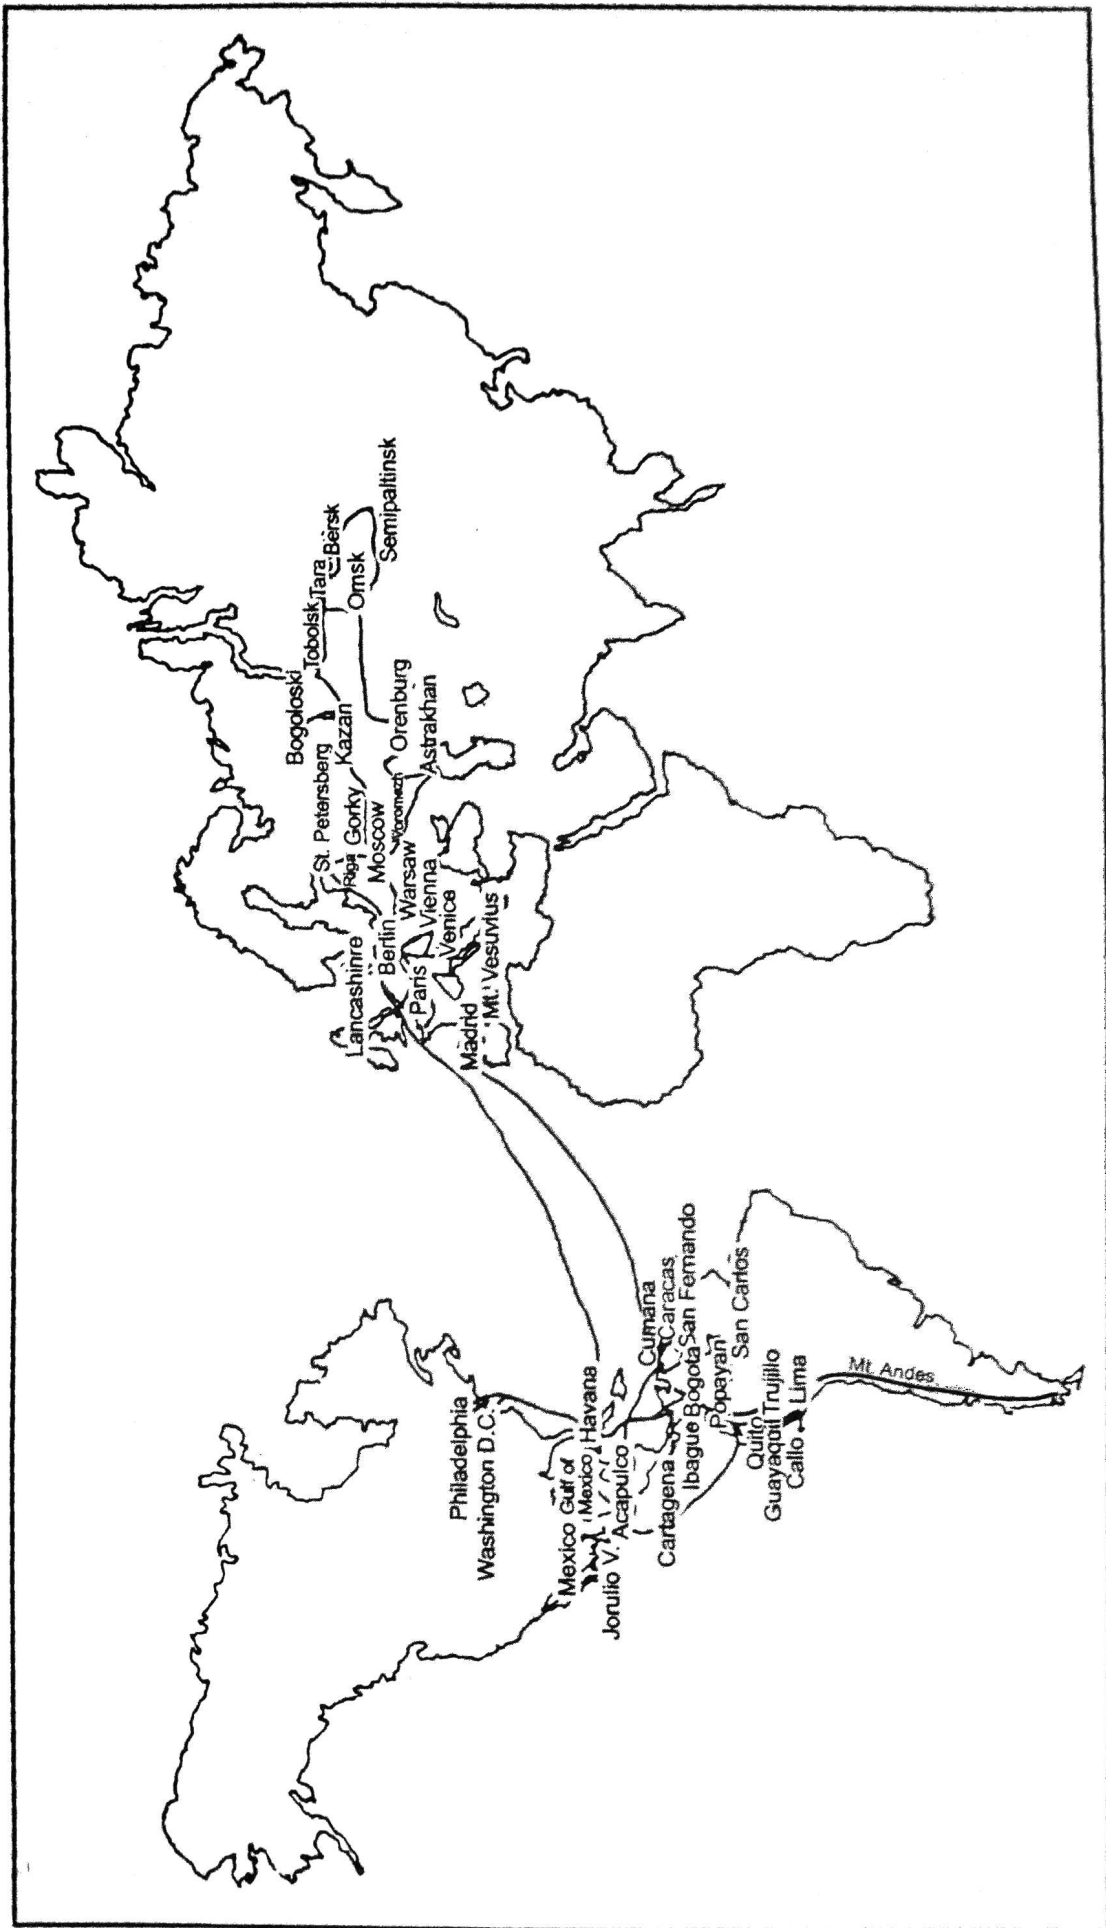 Bogoloski
Tobolsk
Tara
Bersk
St. Petersberg
Kazan
Omsk
Semipaltinsk
Riga
Gorky
Lancashinre
Moscow
Voromezh
Orenburg
Berlin
Warsaw
Astrakhan
Paris
Vienna
Venice
Madrid
Mt. Vesuvius
Philadelphia
Washington D.C.
Mexico
Gulf of
Mexico
Havana
Jorulio V.
Acapulco
Cumana
Cartagena
Caracas
Ibague
Bogota
San Fernando
Popayan
San Carlos
Quito
Guayaquil
Trujillo
Callo
Lima
Mt. Andes